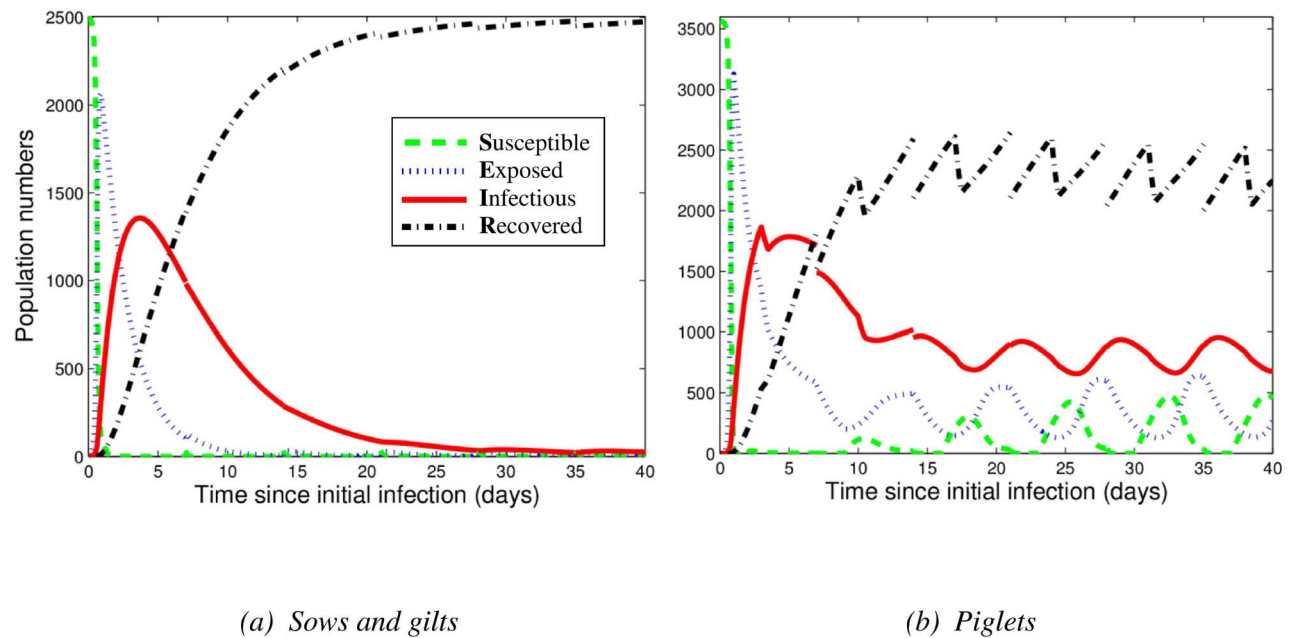 2500
2000
1500
1000
500
0
Population numbers
0 5 10 15 20 25 30 35 40
Time since initial infection (days)
Susceptible
Exposed
Infectious
Recovered
3500
3000
2500
2000
1500
1000
500
0
0 5 10 15 20 25 30 35 40
Time since initial infection (days)
(a) Sows and gilts
(b) Piglets